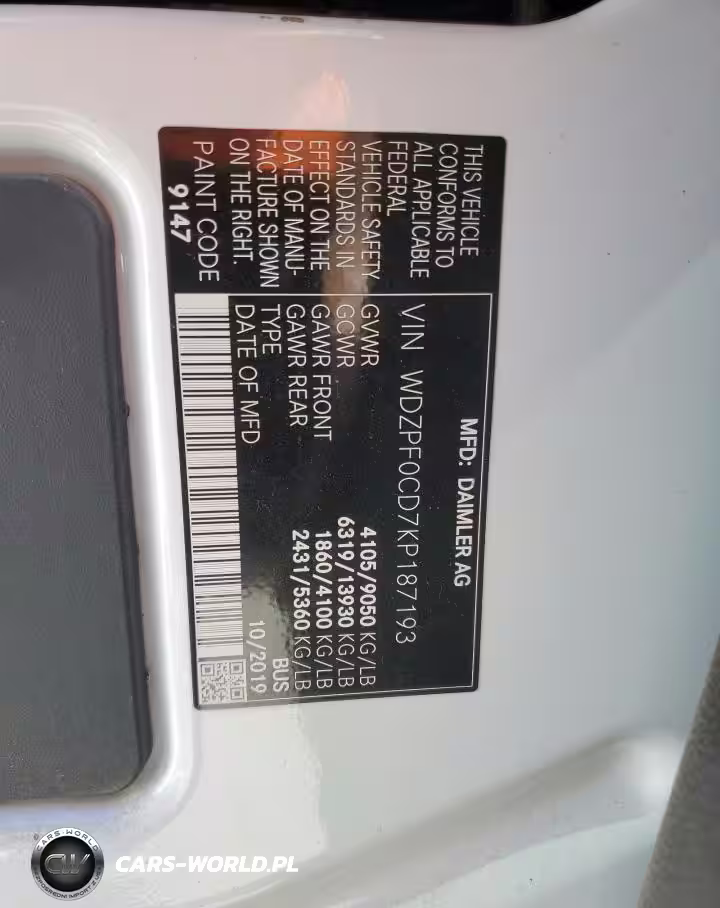 THIS VEHICLE
CONFORMS TO
ALL APPLICABLE
FEDERAL
VEHICLE SAFETY
STANDARDS IN
EFFECT ON THE
DATE OF MANU-
FACTURE SHOWN
ON THE RIGHT.
PAINT CODE
9147
MFD: DAIMLER AG
VIN WDZPF0CD7KP187193
GVWR 4105/9050 KG/LB
GCWR 6319/13930 KG/LB
GAWR FRONT 1860/4100 KG/LB
GAWR REAR 2431/5360 KG/LB
TYPE BUS
DATE OF MFD 10/2019
CARS-WORLD
CW
CARS-WORLD.PL